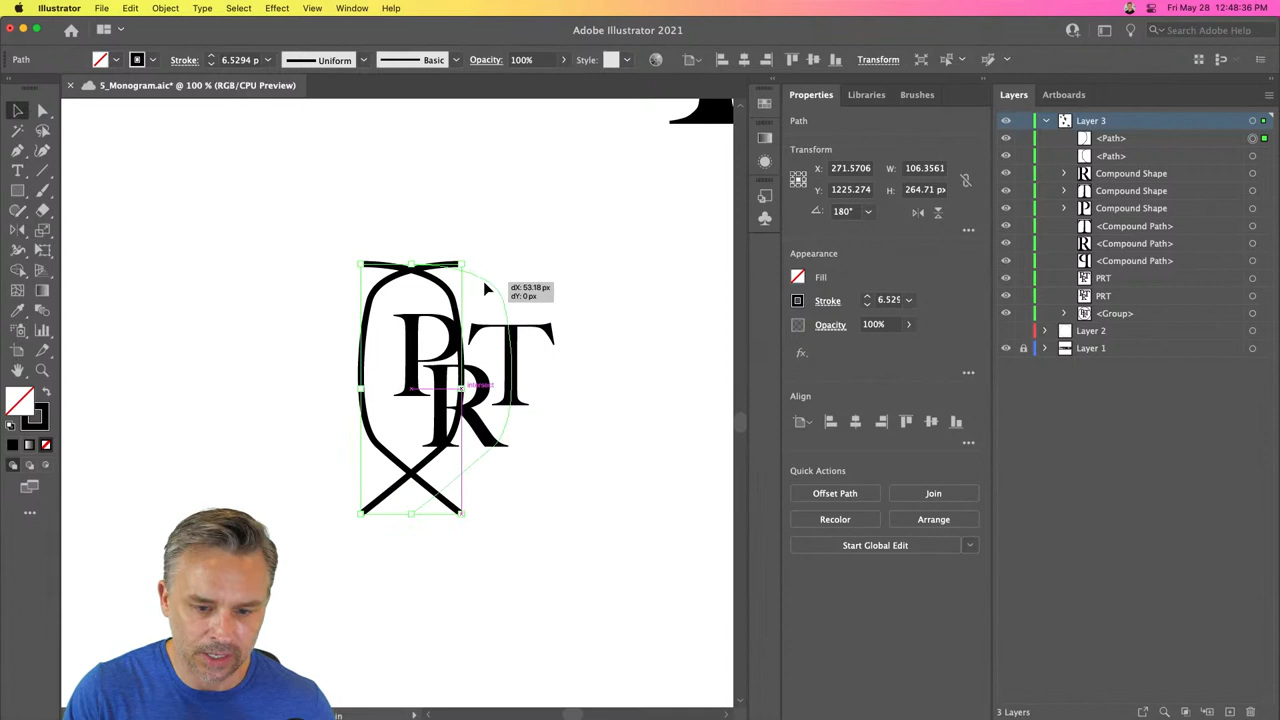 Illustrator File Edit Object Type Select Effect View Window Help
Fri May 28 12:48:36 PM
Adobe Illustrator 2021
Search Adobe Help
Path Stroke: 6.5294 p Uniform Basic Opacity: 100% Style: Transform
5_Monogram.aic* @ 100 % (RGB/CPU Preview)
Properties Libraries Brushes
Path
Transform
X: 271.5706 W: 106.3561
Y: 1225.274 H: 264.71 px
180°
Appearance
Fill
Stroke 6.529
Opacity 100%
fx.
Align
Quick Actions
Offset Path Join
Recolor Arrange
Start Global Edit
Layers Artboards
Layer 3
<Path>
<Path>
Compound Shape
Compound Shape
Compound Shape
<Compound Path>
<Compound Path>
<Compound Path>
PRT
PRT
<Group>
Layer 2
Layer 1
3 Layers
dX: 53.18 px
dY: 0 px
intersect
PRT